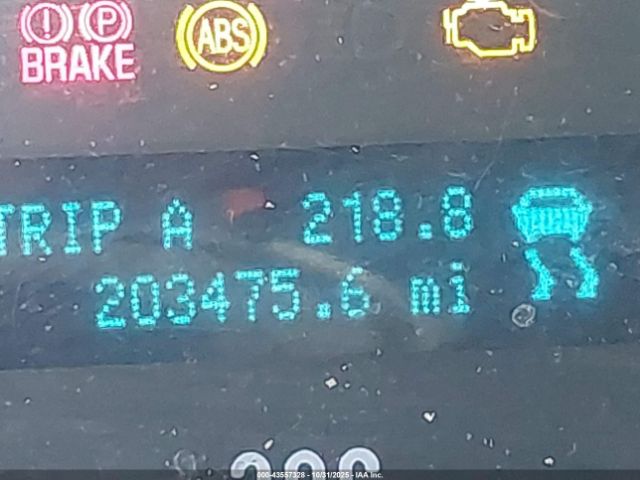 (!) (P)
BRAKE
ABS
TRIP A 218.8
203475.6 mi
000-43557328 - 10/31/2025 - IAA Inc.